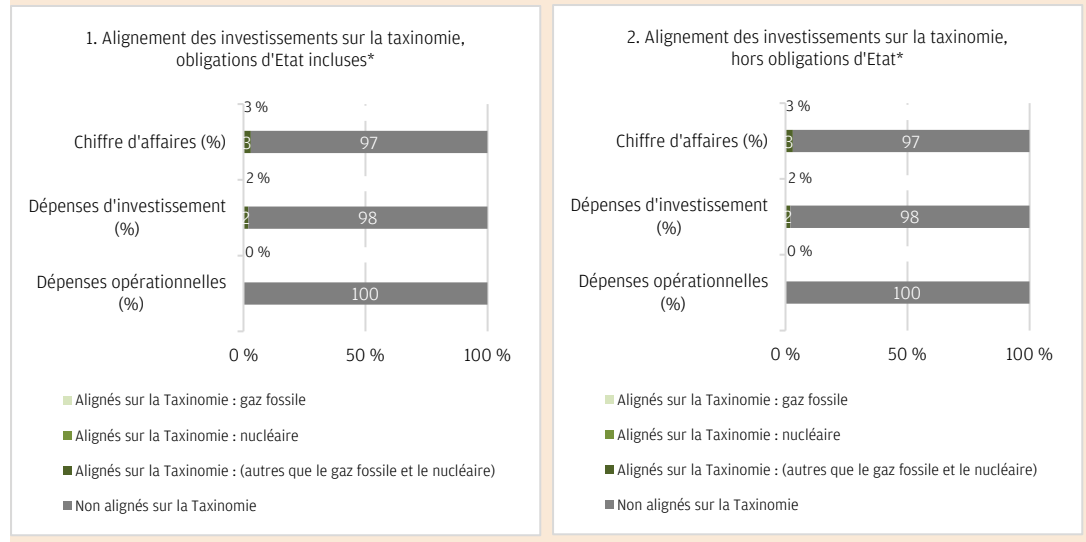 1. Alignement des investissements sur la taxinomie,
obligations d'Etat incluses*
3 %
Chiffre d'affaires (%)
3
97
2 %
Dépenses d'investissement
(%)
2
98
0 %
Dépenses opérationnelles
(%)
100
0 %
50 %
100 %
Alignés sur la Taxinomie : gaz fossile
Alignés sur la Taxinomie : nucléaire
Alignés sur la Taxinomie : (autres que le gaz fossile et le nucléaire)
Non alignés sur la Taxinomie
2. Alignement des investissements sur la taxinomie,
hors obligations d'Etat*
3 %
Chiffre d'affaires (%)
3
97
2 %
Dépenses d'investissement
(%)
2
98
0 %
Dépenses opérationnelles
(%)
100
0 %
50 %
100 %
Alignés sur la Taxinomie : gaz fossile
Alignés sur la Taxinomie : nucléaire
Alignés sur la Taxinomie : (autres que le gaz fossile et le nucléaire)
Non alignés sur la Taxinomie